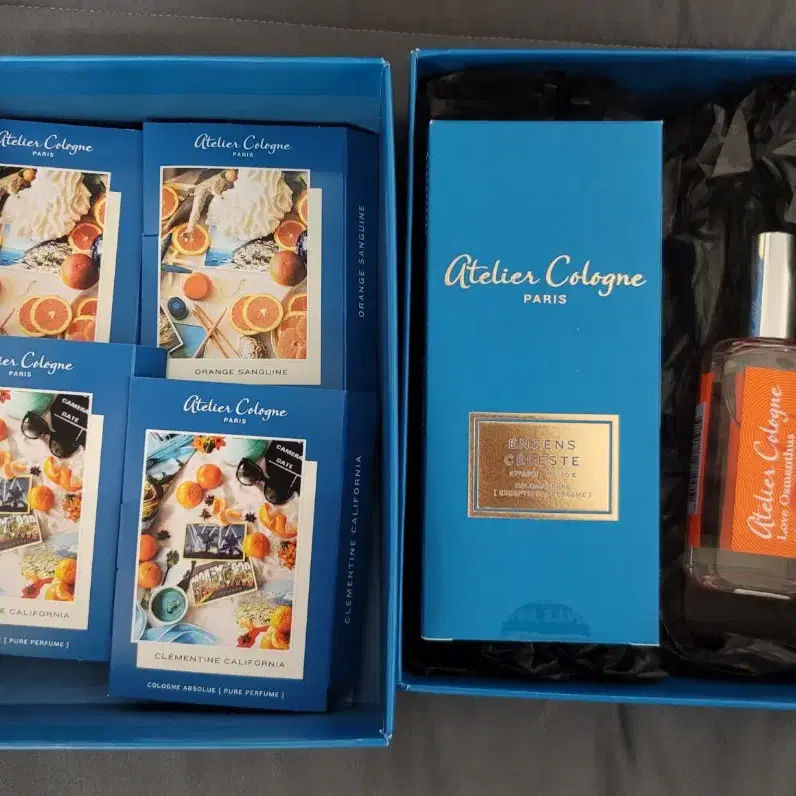 Atelier Cologne
PARIS
Atelier Cologne
PARIS
ORANGE SANGUINE
ORANGE SANGUINE
Atelier Cologne
PARIS
CAMERA
DATE
CALIFORNIA
[ PURE PERFUME ]
Atelier Cologne
PARIS
CAMERA
DATE
CLÉMENTINE CALIFORNIA
COLOGNE ABSOLUE [ PURE PERFUME ]
CLÉMENTINE CALIFORNIA
Atelier Cologne
PARIS
ENCENS
CÉLESTE
Atelier Cologne
Love Osmanthus